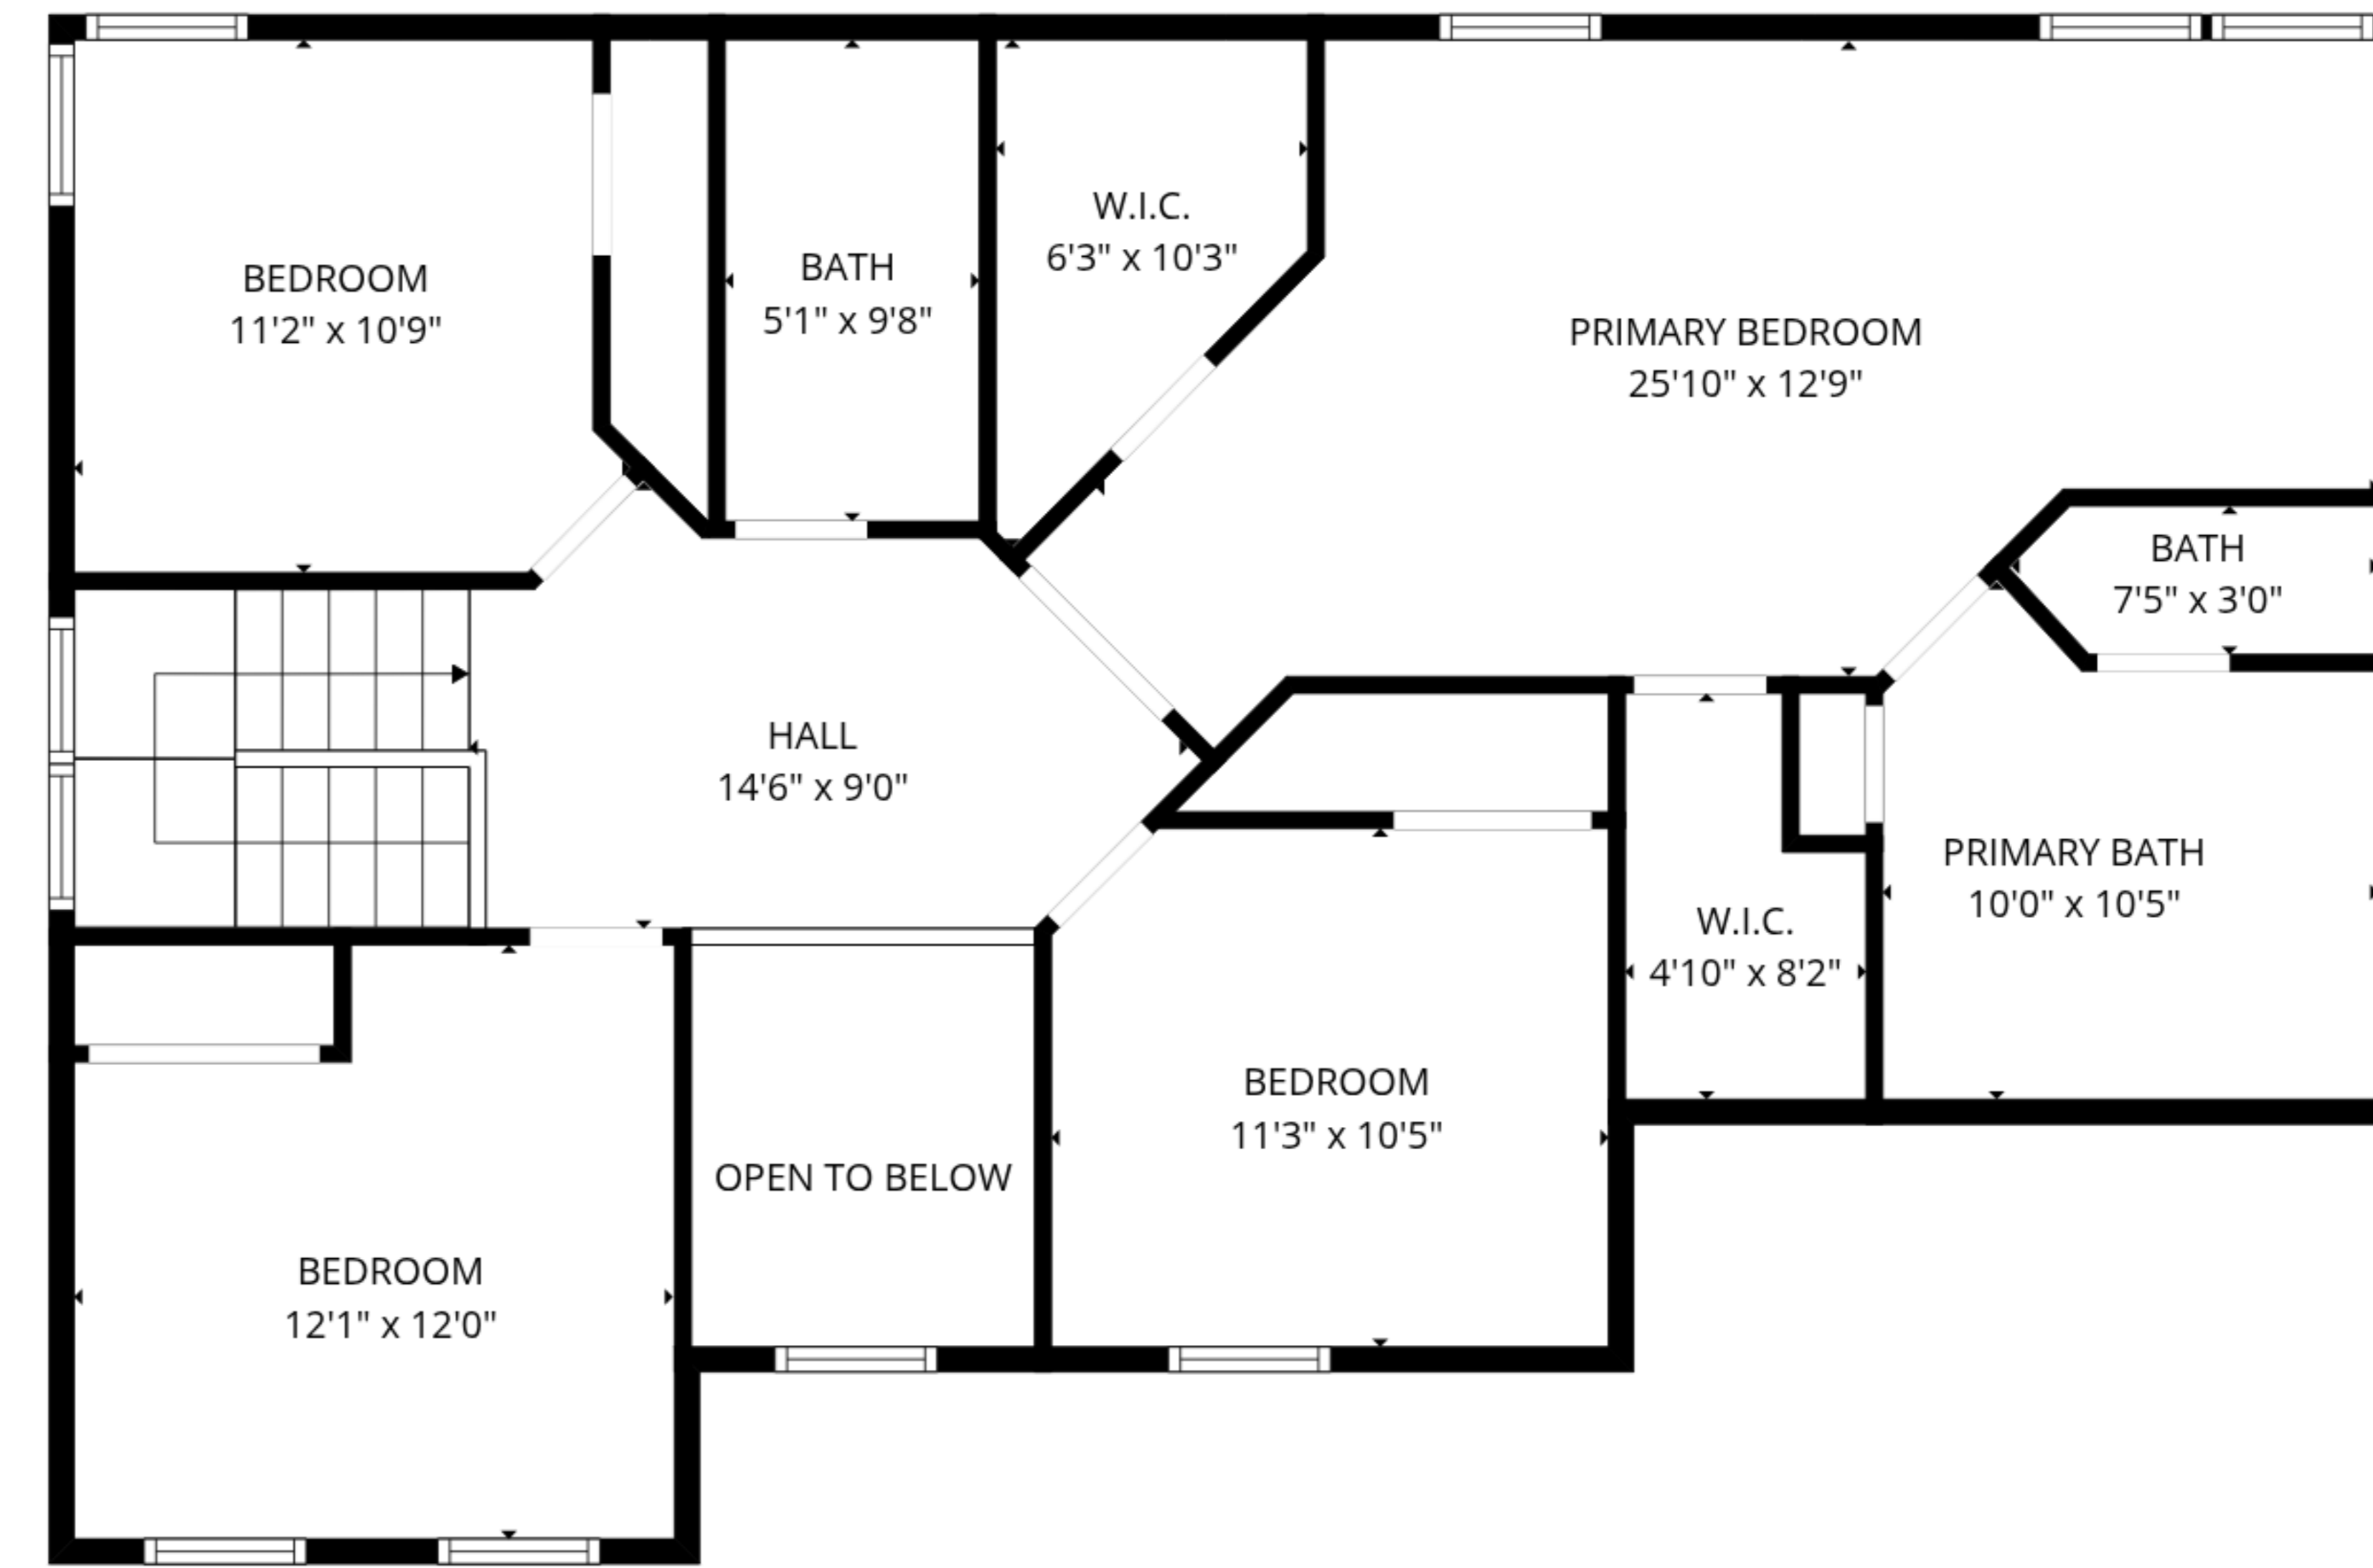 BEDROOM
11'2" x 10'9"
BATH
5'1" x 9'8"
W.I.C.
6'3" x 10'3"
PRIMARY BEDROOM
25'10" x 12'9"
BATH
7'5" x 3'0"
HALL
14'6" x 9'0"
PRIMARY BATH
10'0" x 10'5"
W.I.C.
4'10" x 8'2"
BEDROOM
11'3" x 10'5"
OPEN TO BELOW
BEDROOM
12'1" x 12'0"